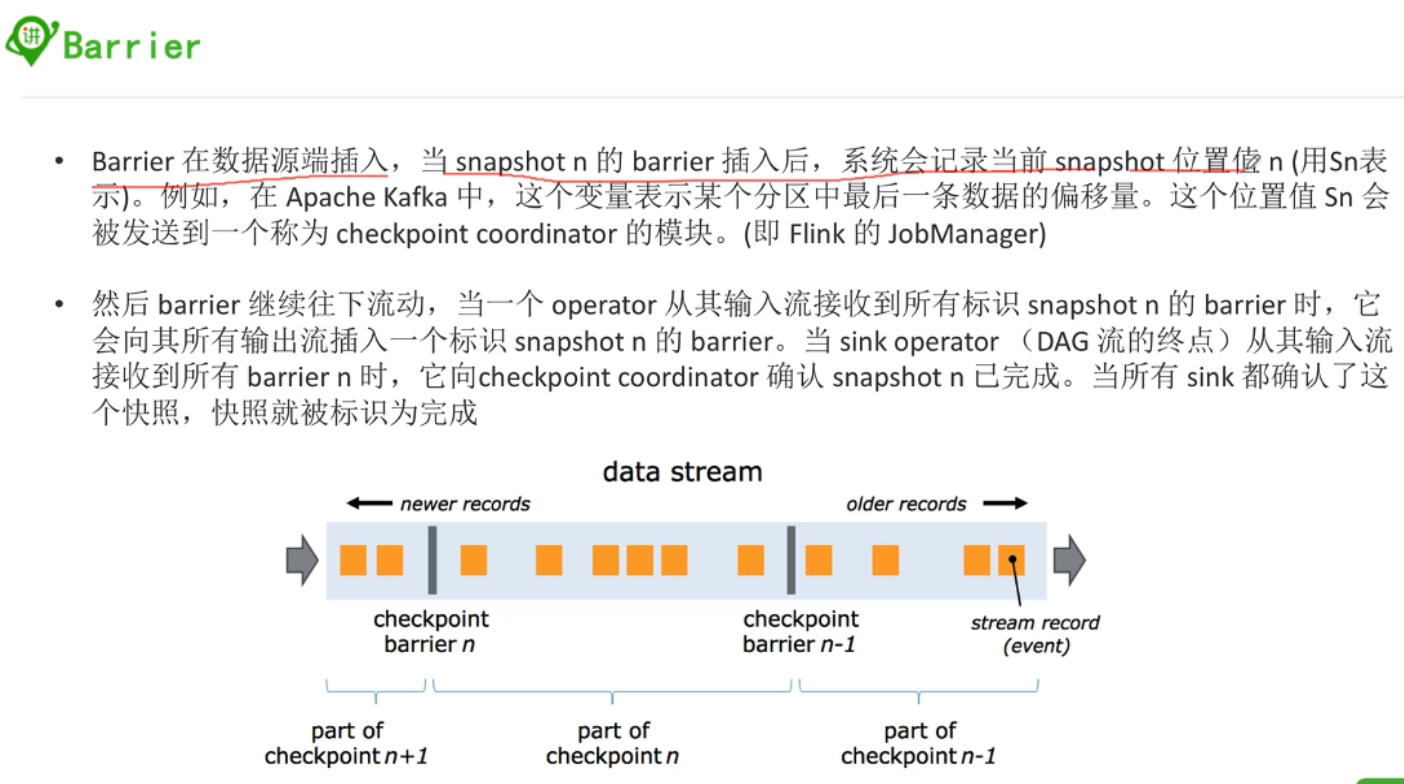 讲
Barrier
• Barrier 在数据源端插入，当 snapshot n 的 barrier 插入后，系统会记录当前 snapshot 位置值 n (用Sn表
示)。例如，在 Apache Kafka 中，这个变量表示某个分区中最后一条数据的偏移量。这个位置值 Sn 会
被发送到一个称为 checkpoint coordinator 的模块。(即 Flink 的 JobManager)
• 然后 barrier 继续往下流动，当一个 operator 从其输入流接收到所有标识 snapshot n 的 barrier 时，它
会向其所有输出流插入一个标识 snapshot n 的 barrier。当 sink operator （DAG 流的终点）从其输入流
接收到所有 barrier n 时，它向checkpoint coordinator 确认 snapshot n 已完成。当所有 sink 都确认了这
个快照，快照就被标识为完成
data stream
newer records
older records
checkpoint
barrier n
checkpoint
barrier n-1
stream record
(event)
part of
checkpoint n+1
part of
checkpoint n
part of
checkpoint n-1